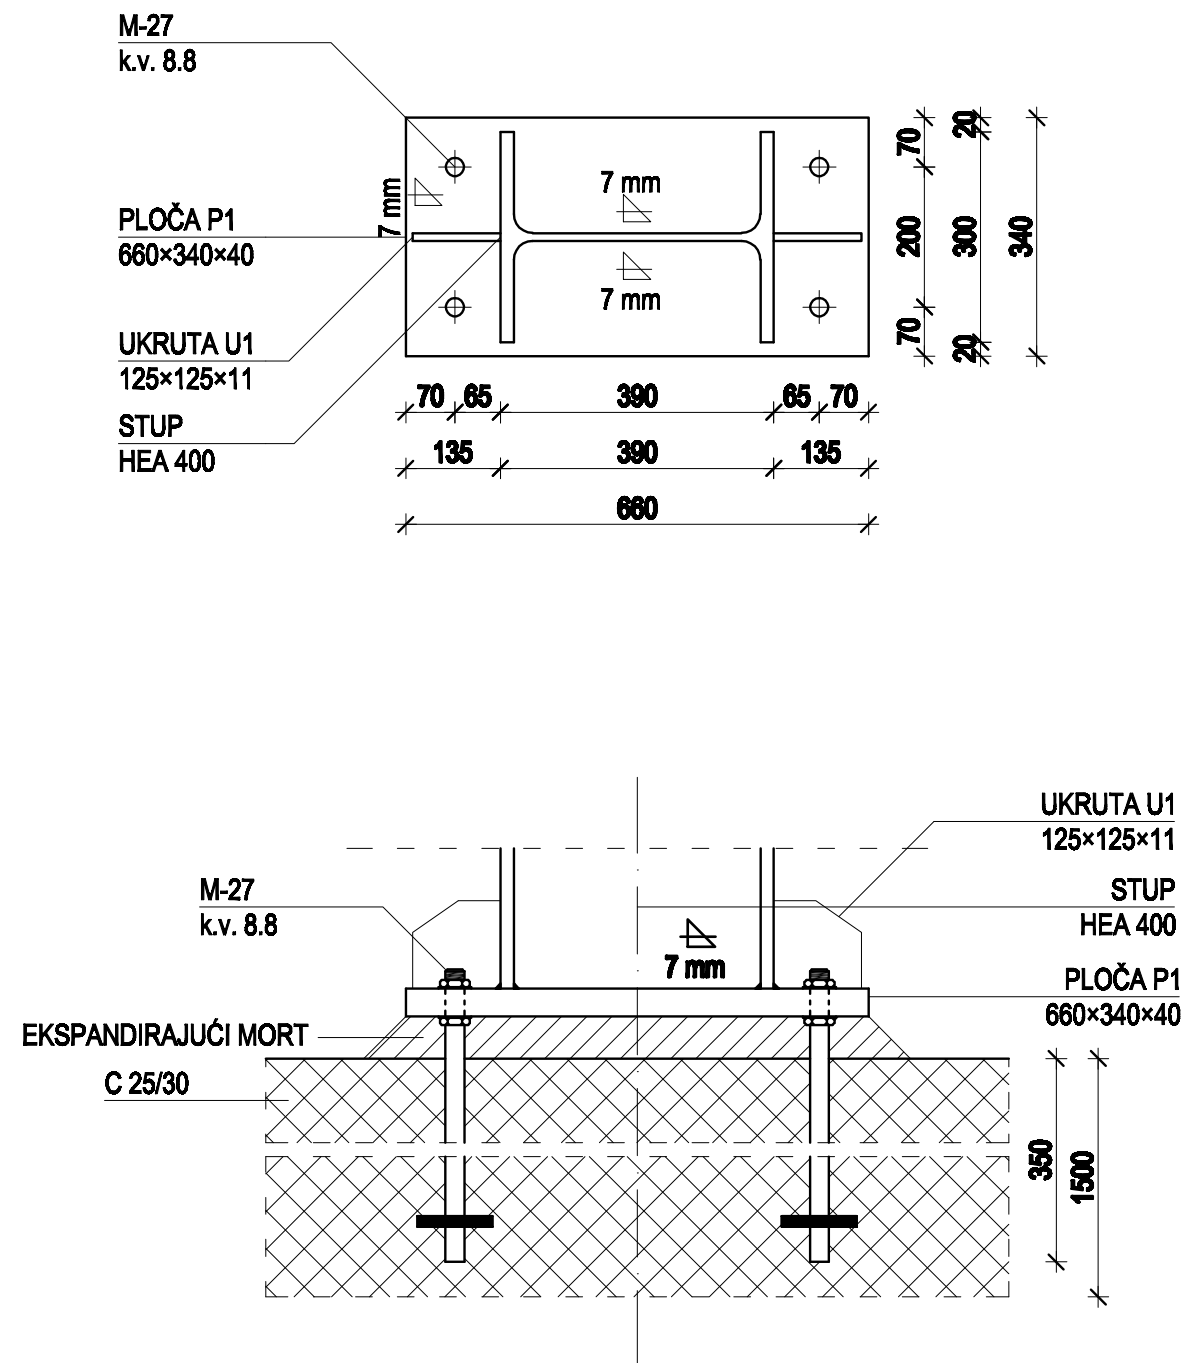 M-27
k.v. 8.8
PLOČA P1
660×340×40
UKRUTA U1
125×125×11
STUP
HEA 400
7 mm
7 mm
7 mm
70
200
70
20
300
20
340
70
65
390
65
70
135
390
135
660
UKRUTA U1
125×125×11
M-27
k.v. 8.8
STUP
HEA 400
7 mm
PLOČA P1
660×340×40
EKSPANDIRAJUĆI MORT
C 25/30
350
1500